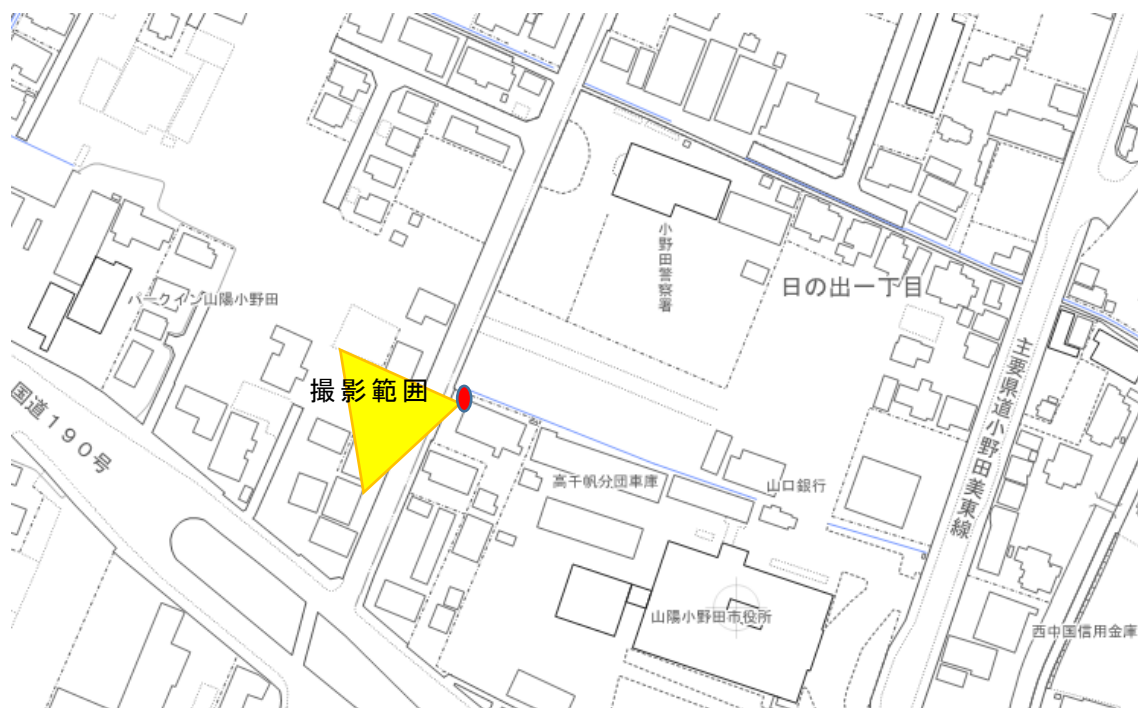 小野田警察署
日の出一丁目
パークイン山陽小野田
主要県道小野田美東線
撮影範囲
国道190号
高千帆分団車庫
山口銀行
山陽小野田市役所
西中国信用金庫